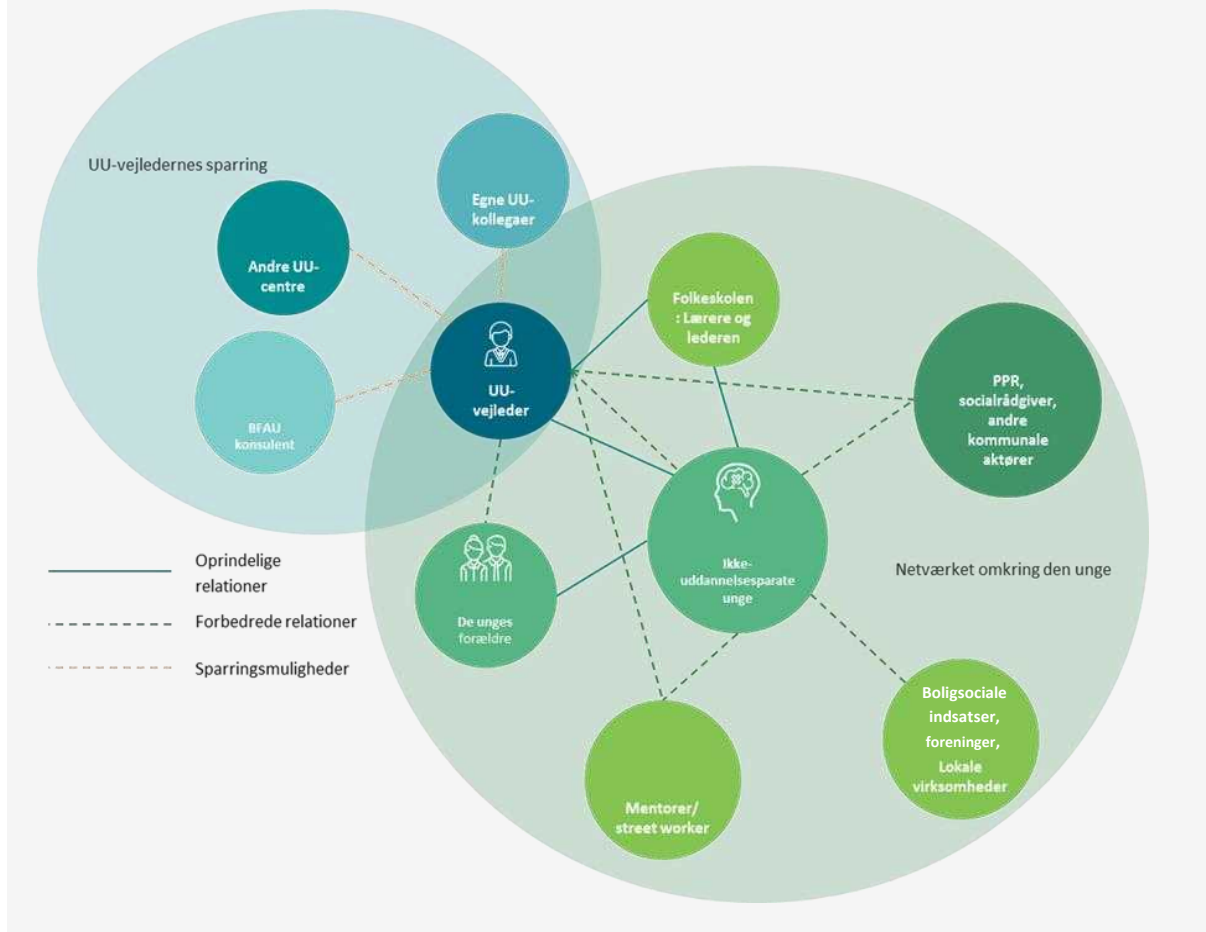 UU-vejledernes sparring
Egne UU-
kollegaer
Andre UU-
centre
BFAU
konsulent
UU-
vejleder
Folkeskolen
: Lærere og
lederen
PPR,
socialrådgiver,
andre
kommunale
aktører
Ikke-
uddannelsesparate
unge
Netværket omkring den unge
De unges
forældre
Mentorer/
street worker
Boligsociale
indsatser,
foreninger,
Lokale
virksomheder
Oprindelige
relationer
Forbedrede relationer
Sparringsmuligheder